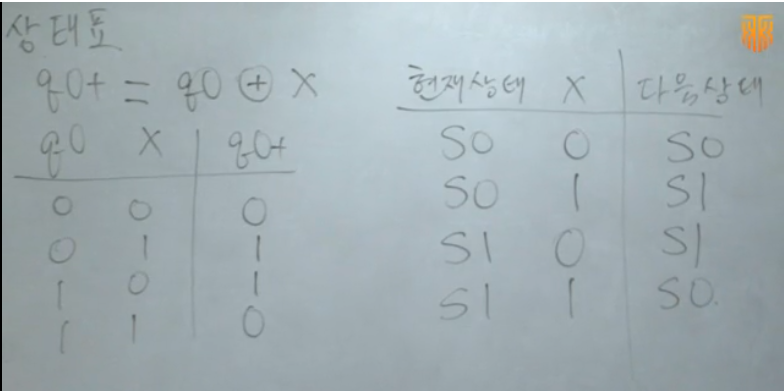 상태표
q0+ = q0 ⊕ X
q0 X q0+
0 0 0
0 1 1
1 0 1
1 1 0
현재상태 X 다음상태
S0 0 S0
S0 1 S1
S1 0 S1
S1 1 S0.